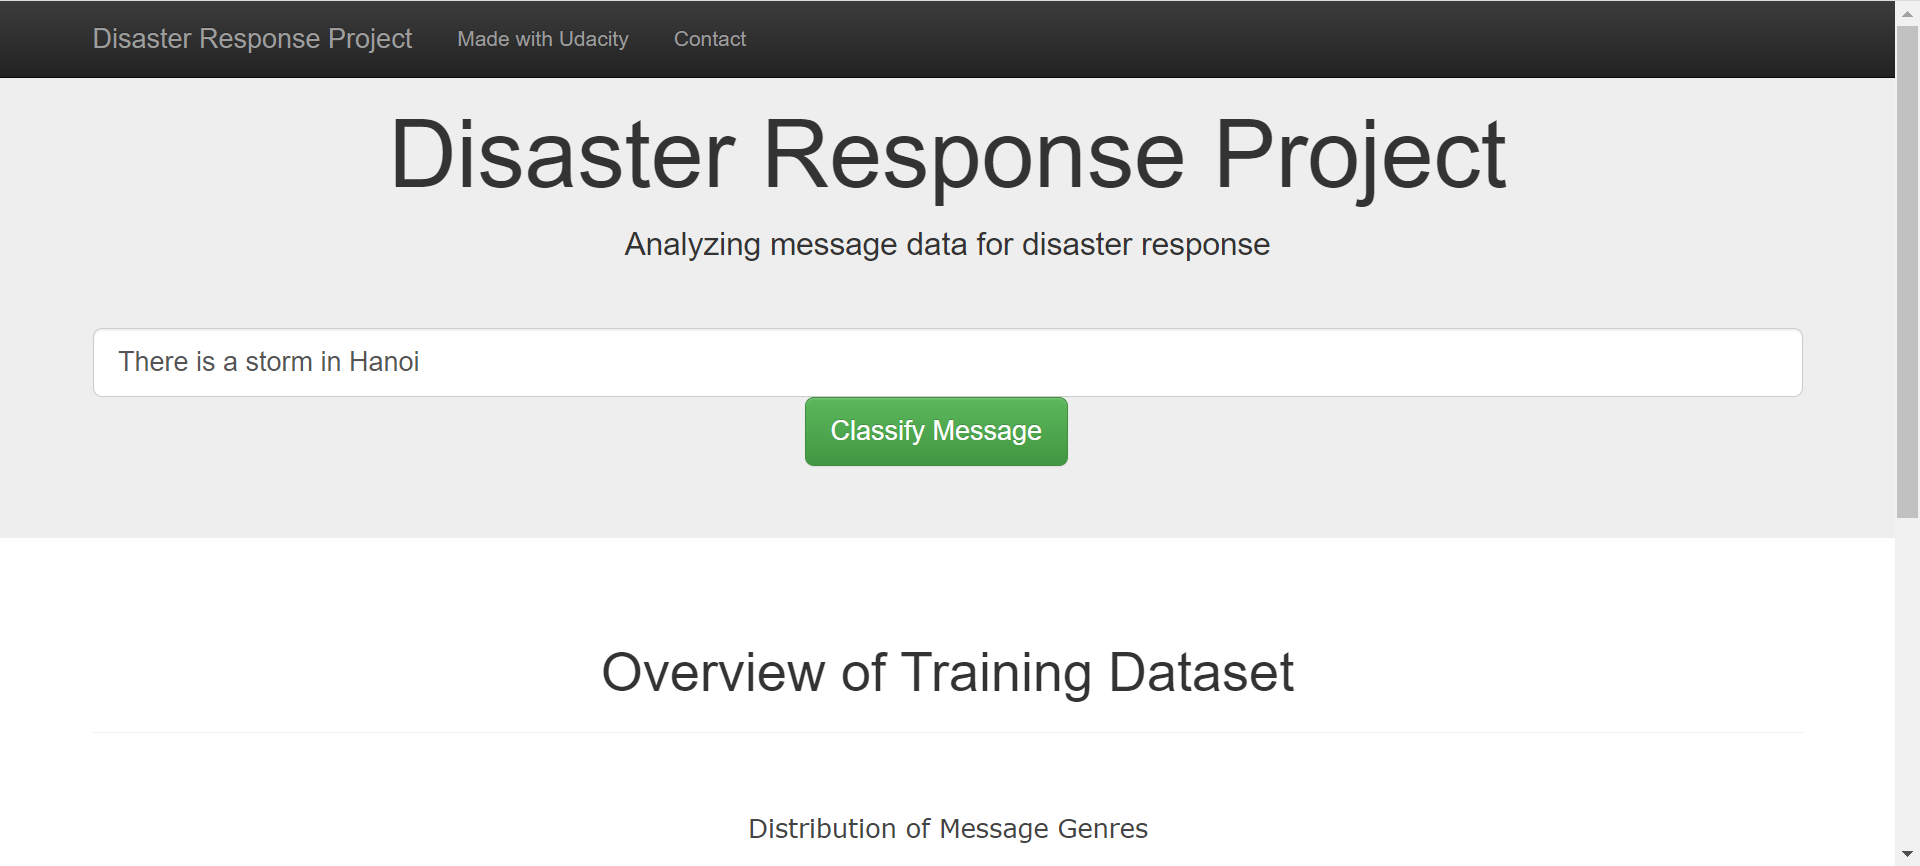 Disaster Response Project Made with Udacity Contact
Disaster Response Project
Analyzing message data for disaster response
There is a storm in Hanoi
Classify Message
Overview of Training Dataset
Distribution of Message Genres